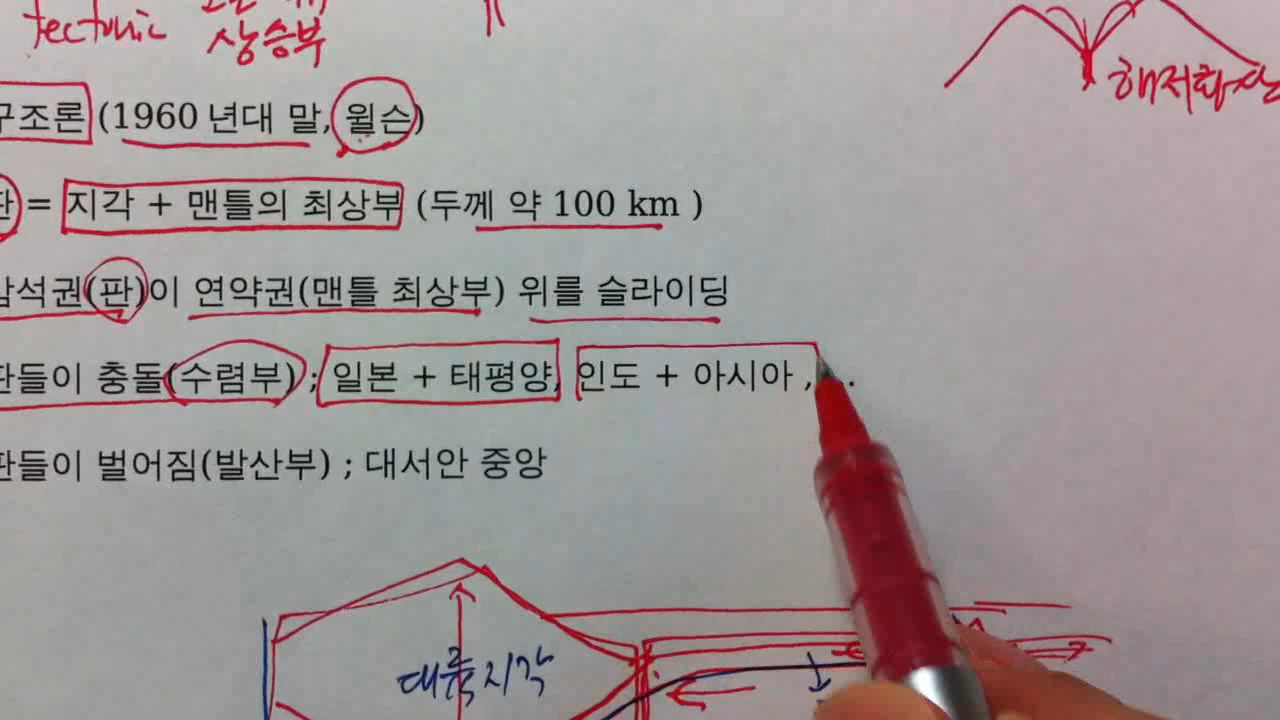 tectonic 상승부
해저화산
구조론 (1960 년대 말, 윌슨)
판 = 지각 + 맨틀의 최상부 (두께 약 100 km )
암석권(판)이 연약권(맨틀 최상부) 위를 슬라이딩
판들이 충돌(수렴부) ; 일본 + 태평양, 인도 + 아시아 , ...
판들이 벌어짐(발산부) ; 대서안 중앙
대륙지각